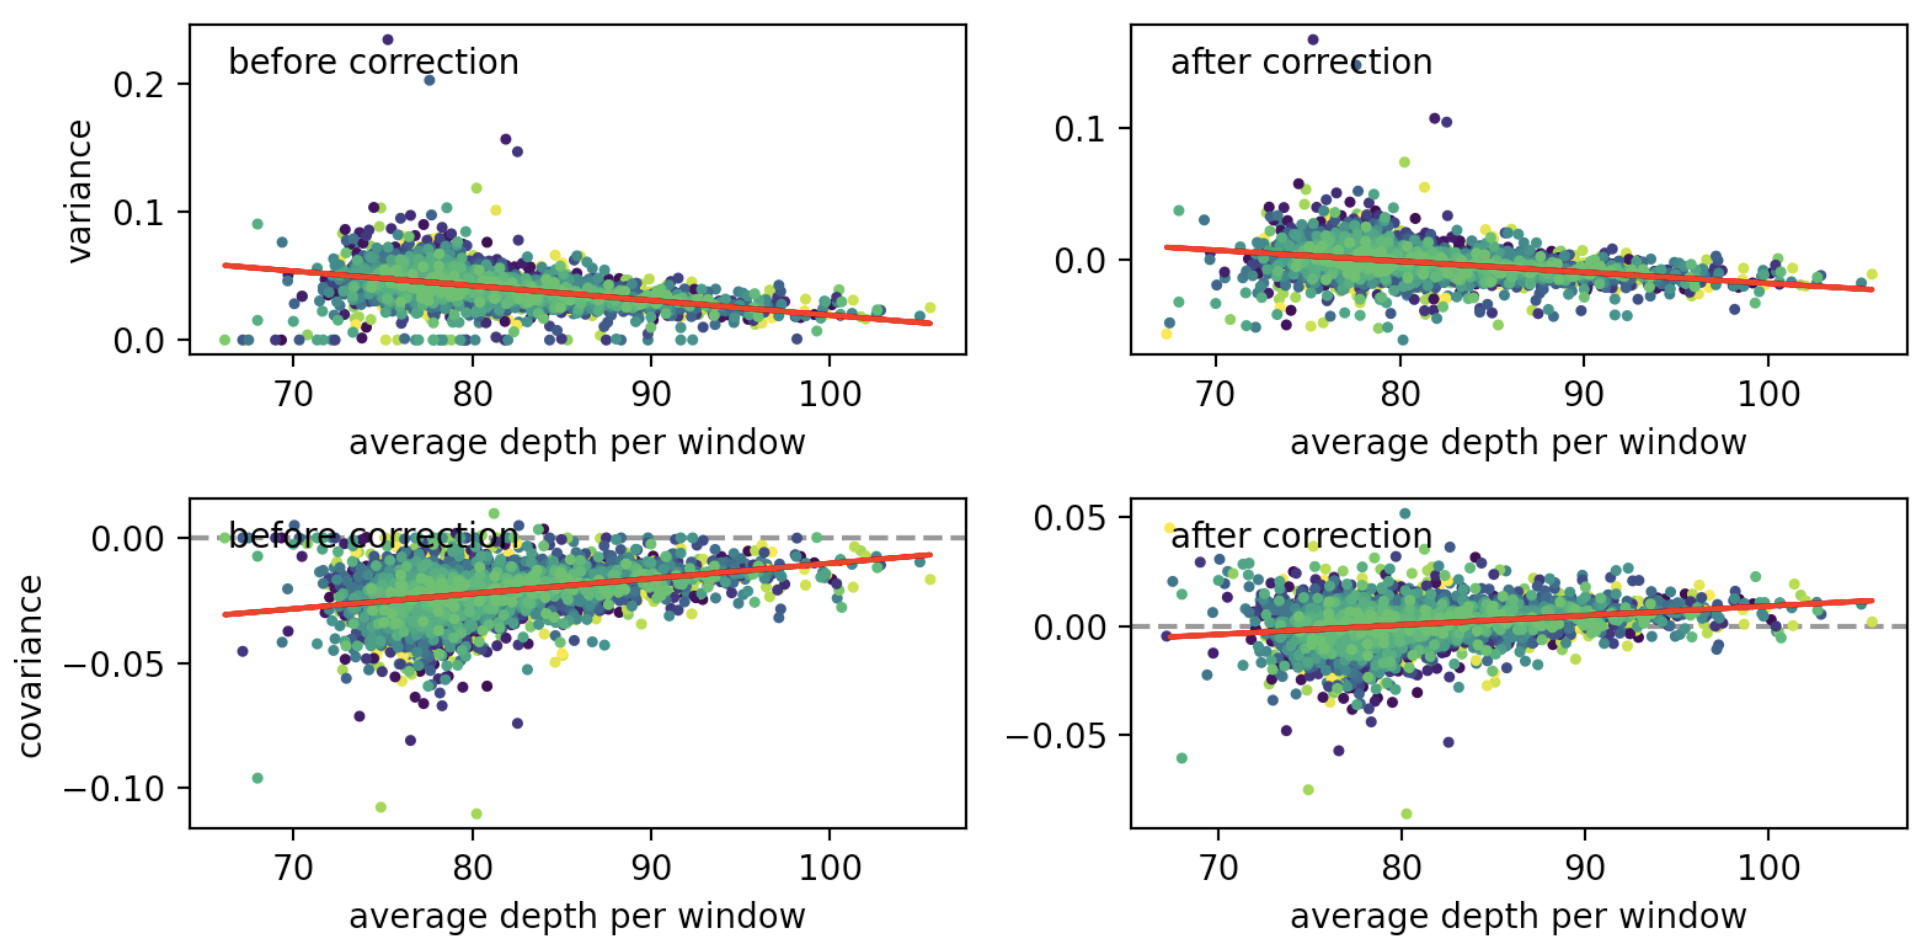 before correction
after correction
variance
0.2
0.1
0.0
0.1
0.0
70 80 90 100
70 80 90 100
average depth per window
average depth per window
before correction
after correction
covariance
0.00
−0.05
−0.10
0.05
0.00
−0.05
70 80 90 100
70 80 90 100
average depth per window
average depth per window